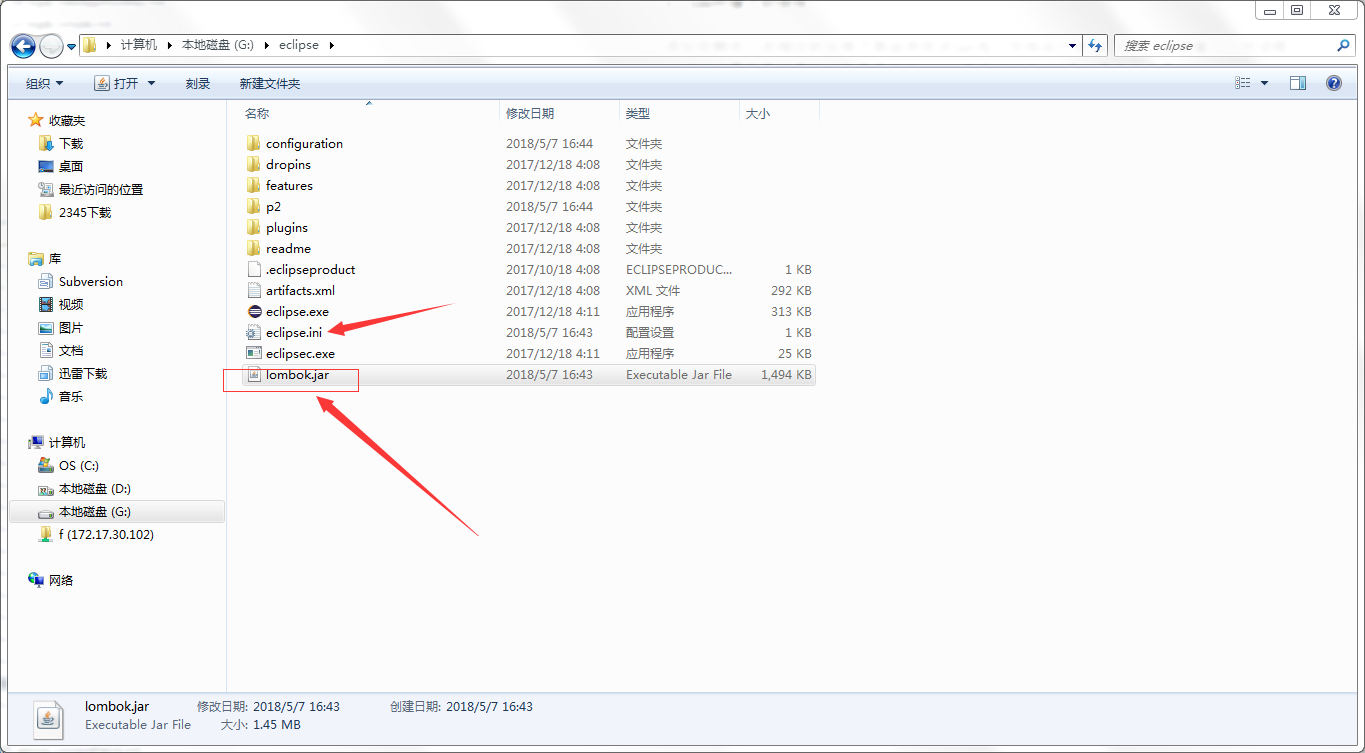 计算机 本地磁盘 (G:) eclipse
搜索 eclipse
组织 打开 刻录 新建文件夹
收藏夹
下载
桌面
最近访问的位置
2345下载
库
Subversion
视频
图片
文档
迅雷下载
音乐
计算机
OS (C:)
本地磁盘 (D:)
本地磁盘 (G:)
f (172.17.30.102)
网络
名称 修改日期 类型 大小
configuration 2018/5/7 16:44 文件夹
dropins 2017/12/18 4:08 文件夹
features 2017/12/18 4:08 文件夹
p2 2018/5/7 16:44 文件夹
plugins 2017/12/18 4:08 文件夹
readme 2017/12/18 4:08 文件夹
.eclipseproduct 2017/10/18 4:08 ECLIPSEPRODUC... 1 KB
artifacts.xml 2017/12/18 4:08 XML 文件 292 KB
eclipse.exe 2017/12/18 4:11 应用程序 313 KB
eclipse.ini 2018/5/7 16:43 配置设置 1 KB
eclipsec.exe 2017/12/18 4:11 应用程序 25 KB
lombok.jar 2018/5/7 16:43 Executable Jar File 1,494 KB
lombok.jar 修改日期: 2018/5/7 16:43 创建日期: 2018/5/7 16:43
Executable Jar File 大小: 1.45 MB